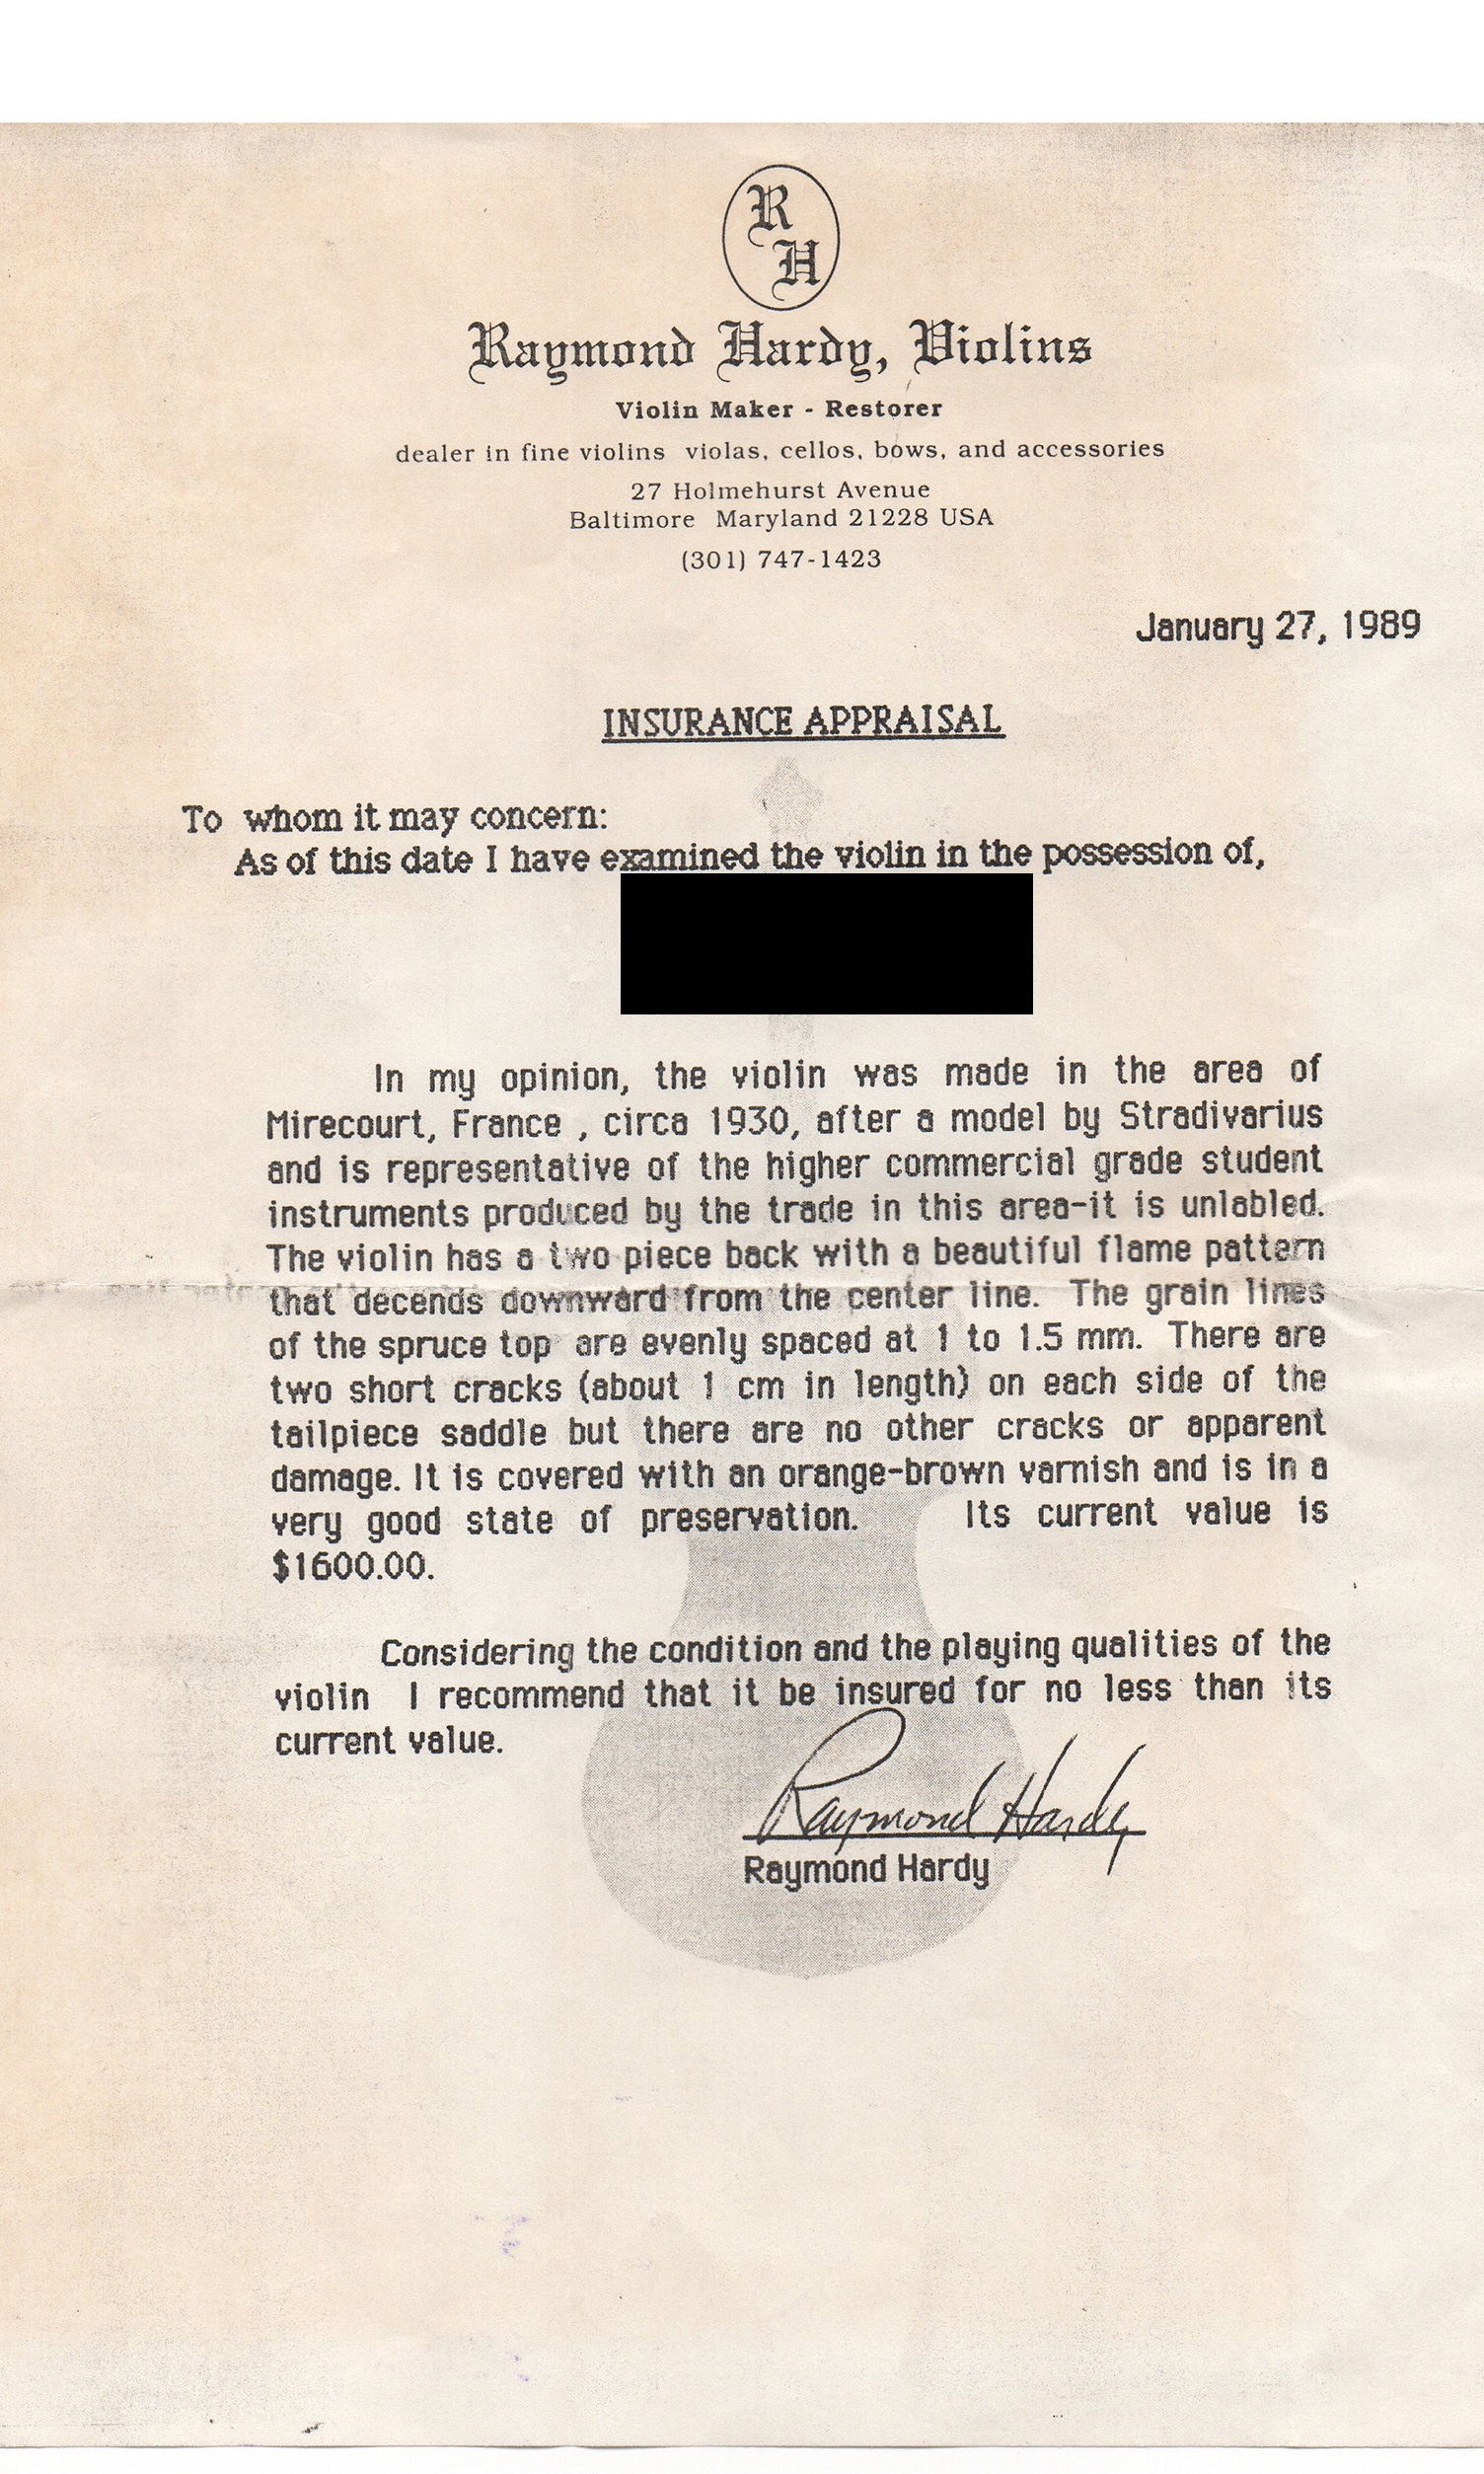 R
H
Raymond Hardy, Violins
Violin Maker - Restorer
dealer in fine violins violas, cellos, bows, and accessories
27 Holmehurst Avenue
Baltimore Maryland 21228 USA
(301) 747-1423
January 27, 1989
INSURANCE APPRAISAL
To whom it may concern:
As of this date I have examined the violin in the possession of,
In my opinion, the violin was made in the area of
Mirecourt, France , circa 1930, after a model by Stradivarius
and is representative of the higher commercial grade student
instruments produced by the trade in this area-it is unlabled.
The violin has a two piece back with a beautiful flame pattern
that decends downward from the center line. The grain lines
of the spruce top are evenly spaced at 1 to 1.5 mm. There are
two short cracks (about 1 cm in length) on each side of the
tailpiece saddle but there are no other cracks or apparent
damage. It is covered with an orange-brown varnish and is in a
very good state of preservation. Its current value is
$1600.00.
Considering the condition and the playing qualities of the
violin I recommend that it be insured for no less than its
current value.
Raymond Hardy
Raymond Hardy